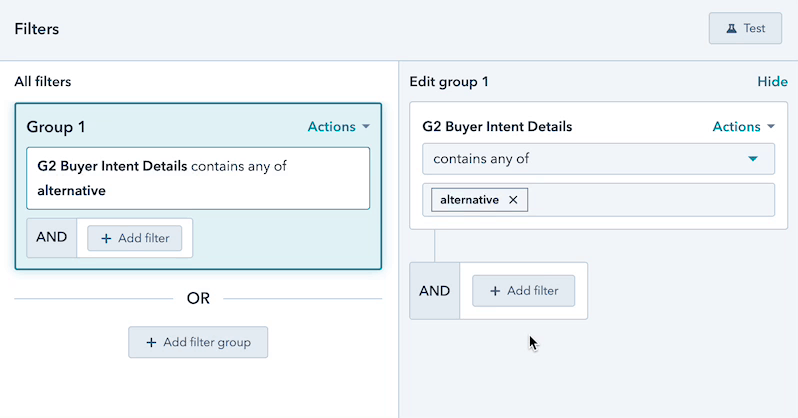 Filters
Test
All filters
Group 1
Actions
G2 Buyer Intent Details contains any of
alternative
AND
+ Add filter
OR
+ Add filter group
Edit group 1
Hide
G2 Buyer Intent Details
Actions
contains any of
alternative ×
AND
+ Add filter